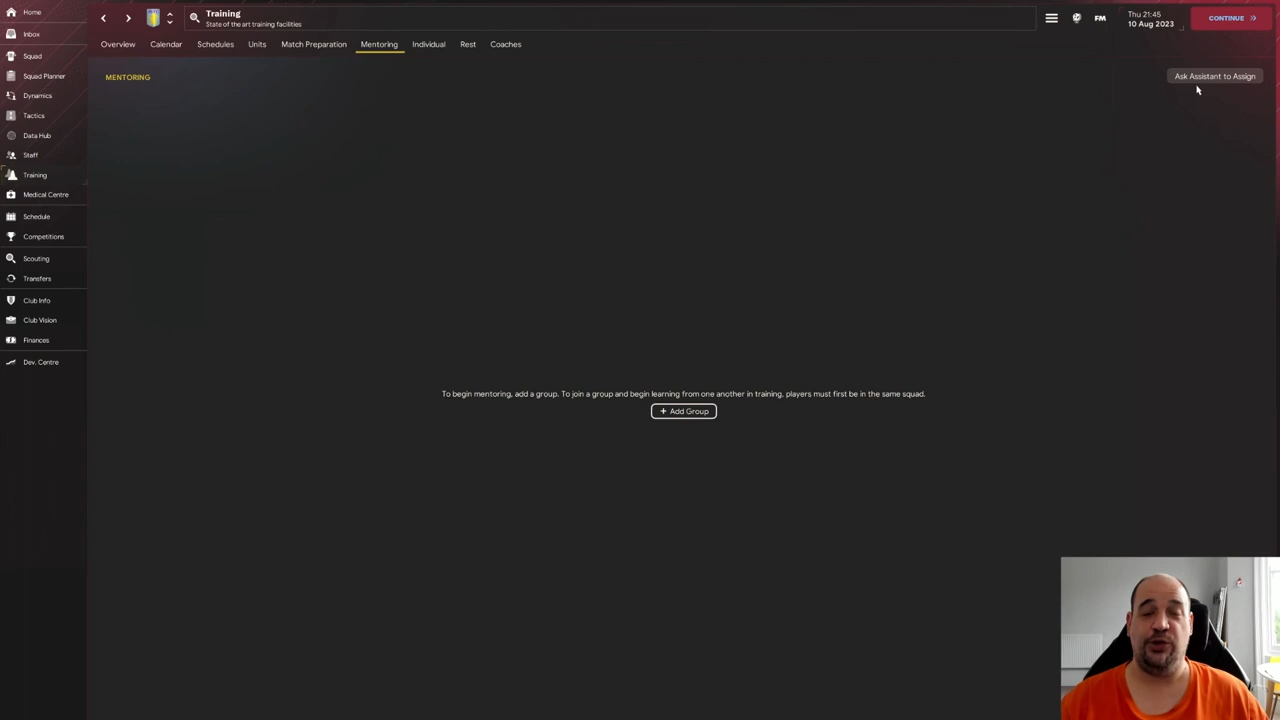 Home
Inbox
Squad
Squad Planner
Dynamics
Tactics
Data Hub
Staff
Training
Medical Centre
Schedule
Competitions
Scouting
Transfers
Club Info
Club Vision
Finances
Dev. Centre
Training
State of the art training facilities
FM
Thu 21:45
10 Aug 2023
CONTINUE
Overview Calendar Schedules Units Match Preparation Mentoring Individual Rest Coaches
MENTORING
Ask Assistant to Assign
To begin mentoring, add a group. To join a group and begin learning from one another in training, players must first be in the same squad.
+ Add Group